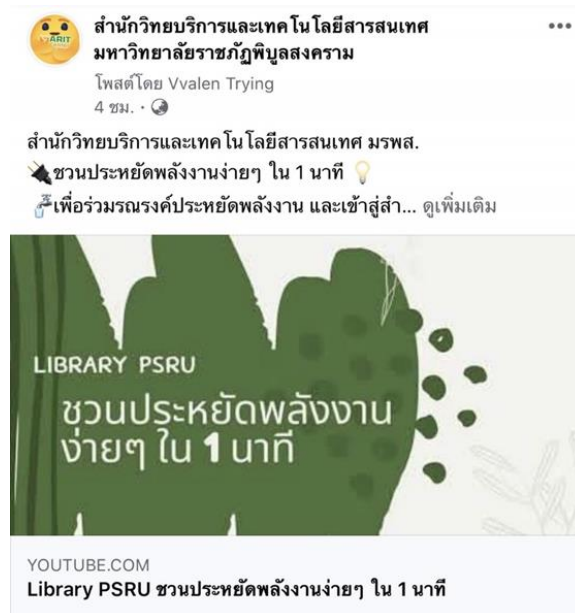 สำนักวิทยบริการและเทคโนโลยีสารสนเทศ
มหาวิทยาลัยราชภัฏพิบูลสงคราม
โพสต์โดย Vvalen Trying
4 ชม.
สำนักวิทยบริการและเทคโนโลยีสารสนเทศ มรพส.
ชวนประหยัดพลังงานง่ายๆ ใน 1 นาที
เพื่อร่วมรณรงค์ประหยัดพลังงาน และเข้าสู่สำ... ดูเพิ่มเติม
LIBRARY PSRU
ชวนประหยัดพลังงาน
ง่ายๆ ใน 1 นาที
YOUTUBE.COM
Library PSRU ชวนประหยัดพลังงานง่ายๆ ใน 1 นาที